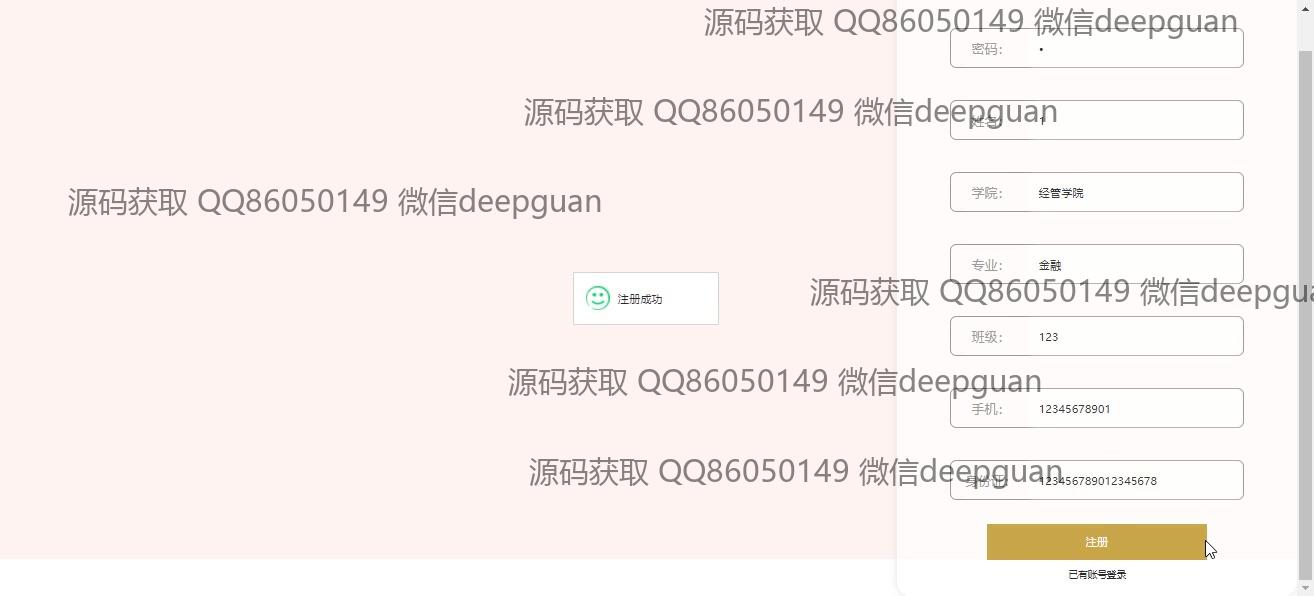 源码获取 QQ86050149 微信deepguan
密码：
源码获取 QQ86050149 微信deepguan
姓名：
1
源码获取 QQ86050149 微信deepguan
学院：
经管学院
专业：
金融
注册成功
源码获取 QQ86050149 微信deepgua
班级：
123
源码获取 QQ86050149 微信deepguan
手机：
12345678901
源码获取 QQ86050149 微信deepguan
身份证：
123456789012345678
注册
已有账号登录